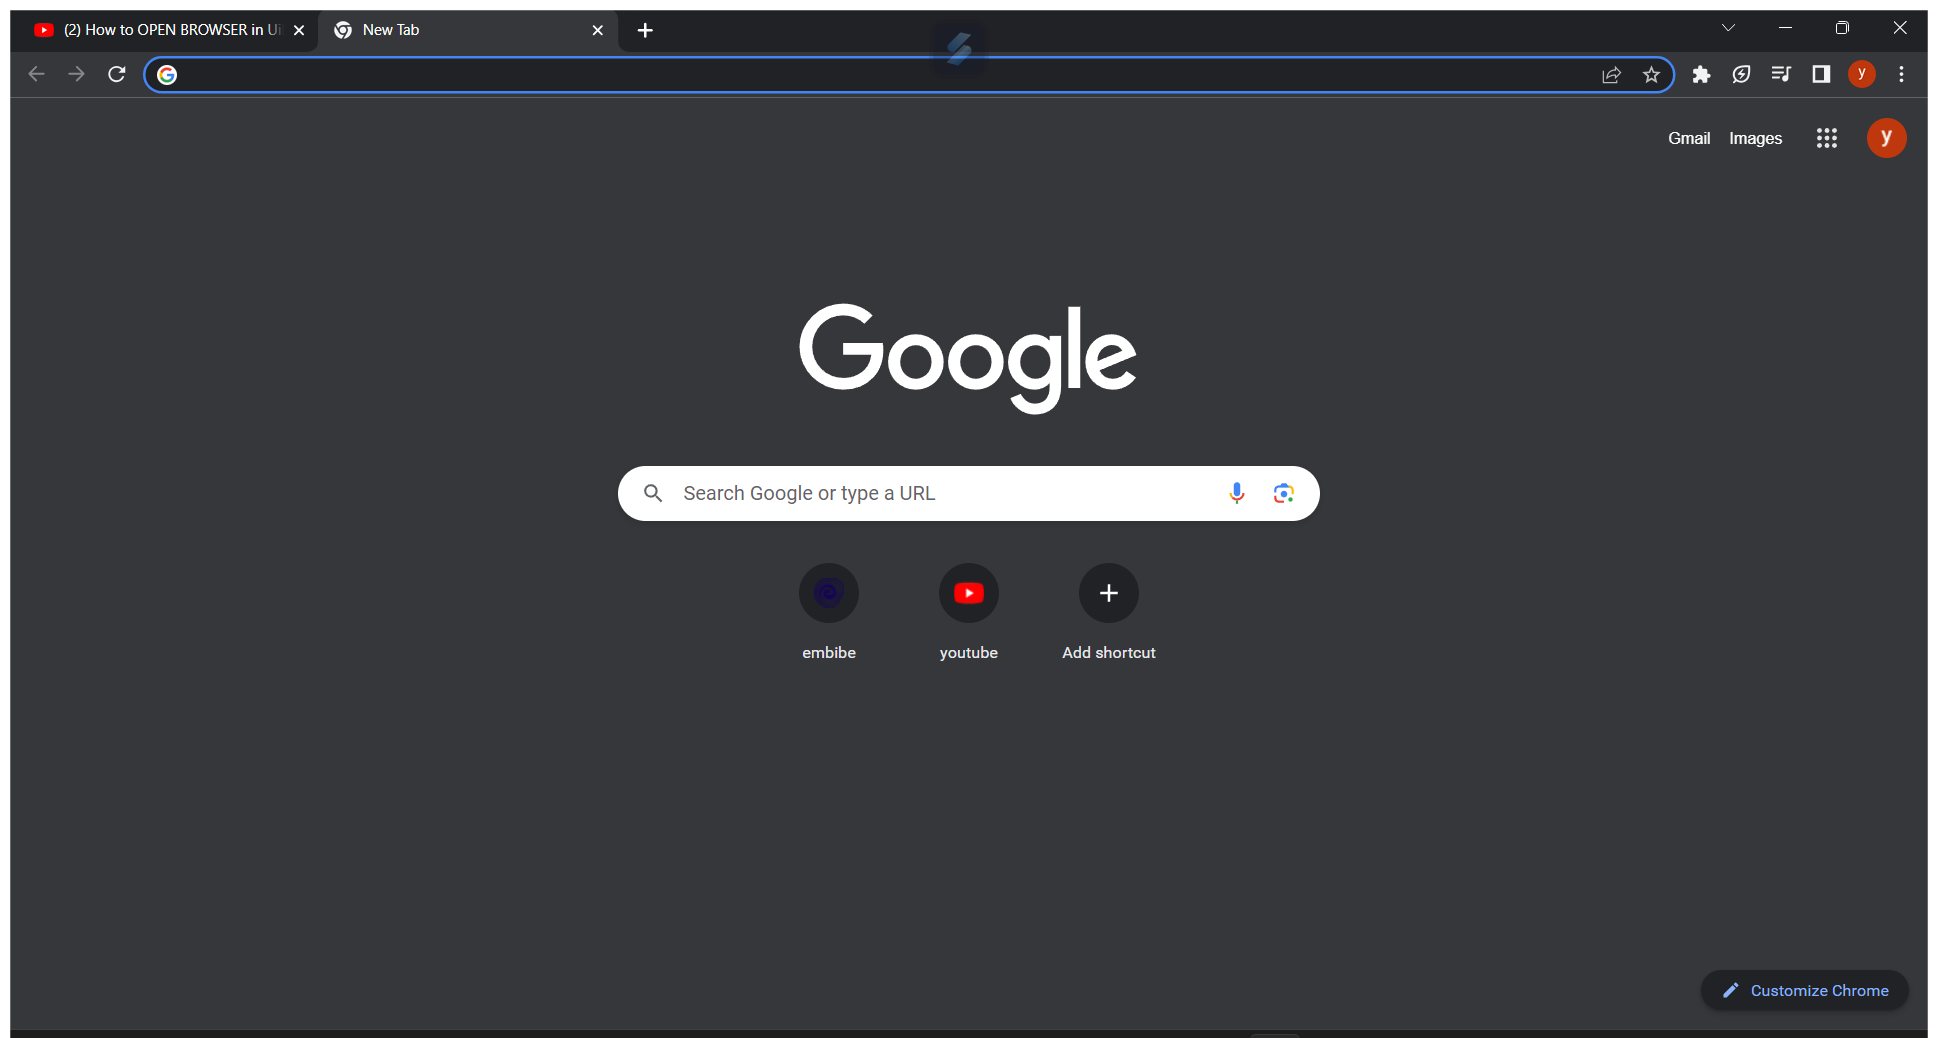 (2) How to OPEN BROWSER in Ui
New Tab
y
Gmail Images
y
Google
Search Google or type a URL
embibe youtube Add shortcut
Customize Chrome